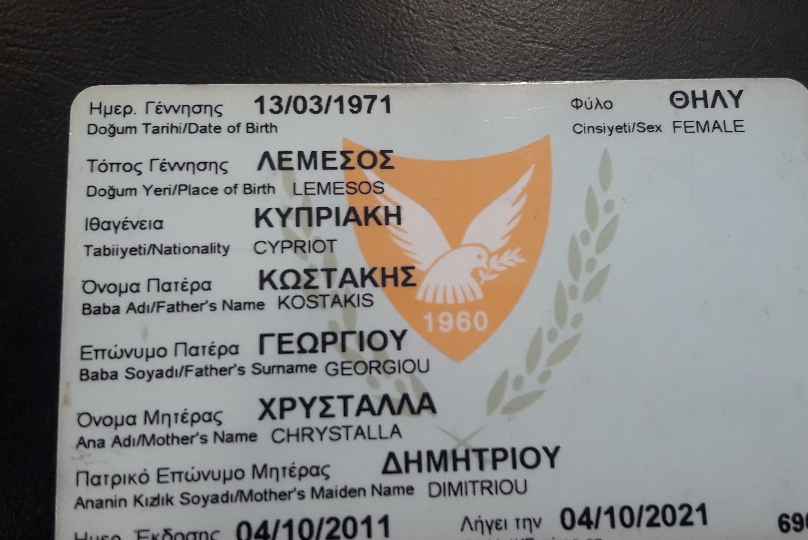 Ημερ. Γέννησης 13/03/1971 Φύλο ΘΗΛΥ
Doğum Tarihi/Date of Birth Cinsiyeti/Sex FEMALE
Τόπος Γέννησης ΛΕΜΕΣΟΣ
Doğum Yeri/Place of Birth LEMESOS
Ιθαγένεια ΚΥΠΡΙΑΚΗ
Tabiiyeti/Nationality CYPRIOT
Όνομα Πατέρα ΚΩΣΤΑΚΗΣ
Baba Adı/Father's Name KOSTAKIS
1960
Επώνυμο Πατέρα ΓΕΩΡΓΙΟΥ
Baba Soyadı/Father's Surname GEORGIOU
Όνομα Μητέρας ΧΡΥΣΤΑΛΛΑ
Ana Adı/Mother's Name CHRYSTALLA
Πατρικό Επώνυμο Μητέρας ΔΗΜΗΤΡΙΟΥ
Ananin Kızlık Soyadı/Mother's Maiden Name DIMITRIOU
Ημερ. Έκδοσης 04/10/2011 Λήγει την 04/10/2021